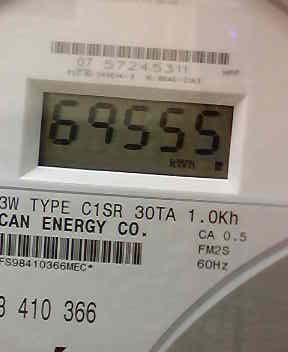 07 57245311
69555
kWh
3W TYPE C1SR 30TA 1.0Kh
CAN ENERGY CO.
CA 0.5
FM2S
60Hz
FS98410366MEC*
8 410 366